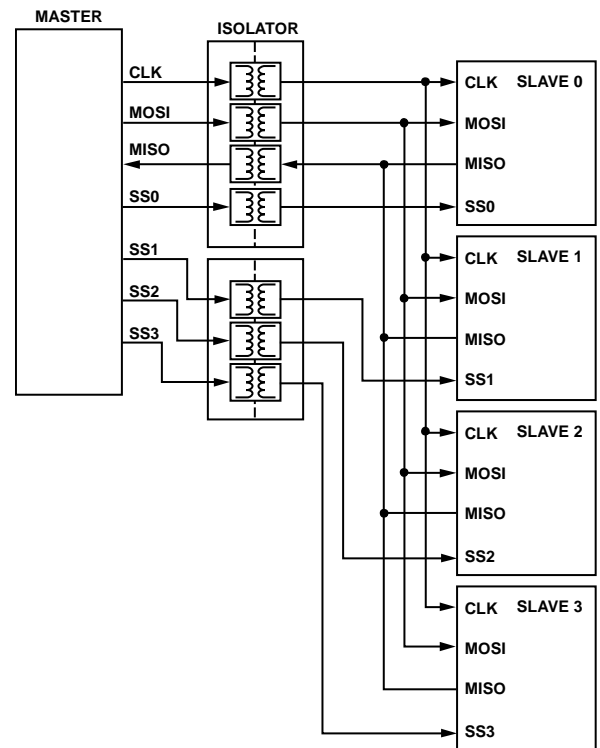 MASTER
ISOLATOR
CLK
MOSI
MISO
SS0
SS1
SS2
SS3
CLK SLAVE 0
MOSI
MISO
SS0
CLK SLAVE 1
MOSI
MISO
SS1
CLK SLAVE 2
MOSI
MISO
SS2
CLK SLAVE 3
MOSI
MISO
SS3